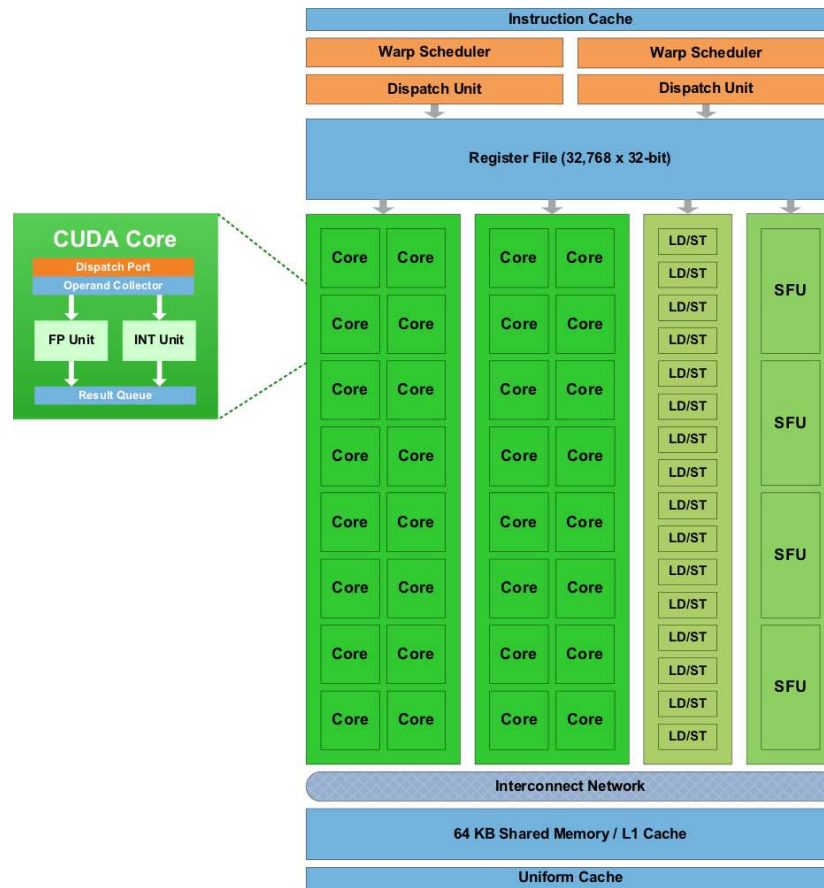 Instruction Cache
Warp Scheduler Warp Scheduler
Dispatch Unit Dispatch Unit
Register File (32,768 x 32-bit)
CUDA Core
Dispatch Port
Operand Collector
FP Unit INT Unit
Result Queue
Core Core Core Core LD/ST
LD/ST SFU
Core Core Core Core LD/ST
LD/ST
Core Core Core Core LD/ST
LD/ST SFU
Core Core Core Core LD/ST
LD/ST
Core Core Core Core LD/ST
LD/ST SFU
Core Core Core Core LD/ST
LD/ST
Core Core Core Core LD/ST
LD/ST SFU
Core Core Core Core LD/ST
LD/ST
Interconnect Network
64 KB Shared Memory / L1 Cache
Uniform Cache